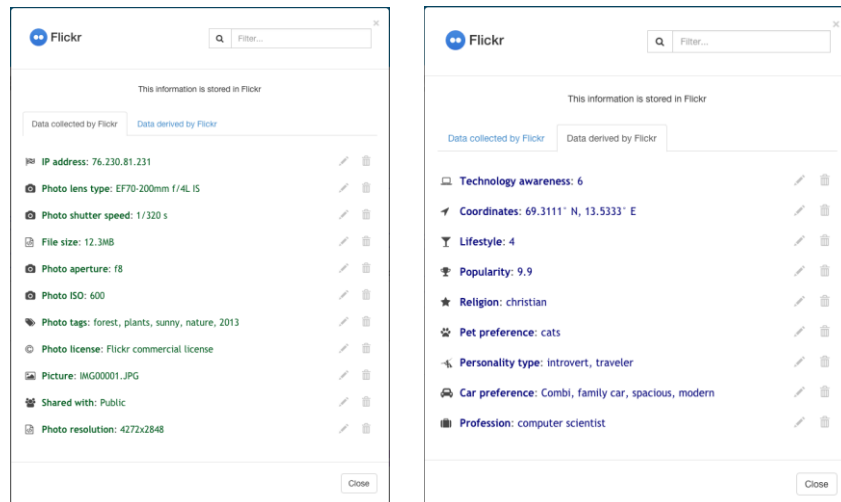 ×
Flickr
Filter...
This information is stored in Flickr
Data collected by Flickr
Data derived by Flickr
IP address: 76.230.81.231
Photo lens type: EF70-200mm f/4L IS
Photo shutter speed: 1/320 s
File size: 12.3MB
Photo aperture: f8
Photo ISO: 600
Photo tags: forest, plants, sunny, nature, 2013
© Photo license: Flickr commercial license
Picture: IMG00001.JPG
Shared with: Public
Photo resolution: 4272x2848
Close
×
Flickr
Filter...
This information is stored in Flickr
Data collected by Flickr
Data derived by Flickr
Technology awareness: 6
Coordinates: 69.3111° N, 13.5333° E
Lifestyle: 4
Popularity: 9.9
Religion: christian
Pet preference: cats
Personality type: introvert, traveler
Car preference: Combi, family car, spacious, modern
Profession: computer scientist
Close